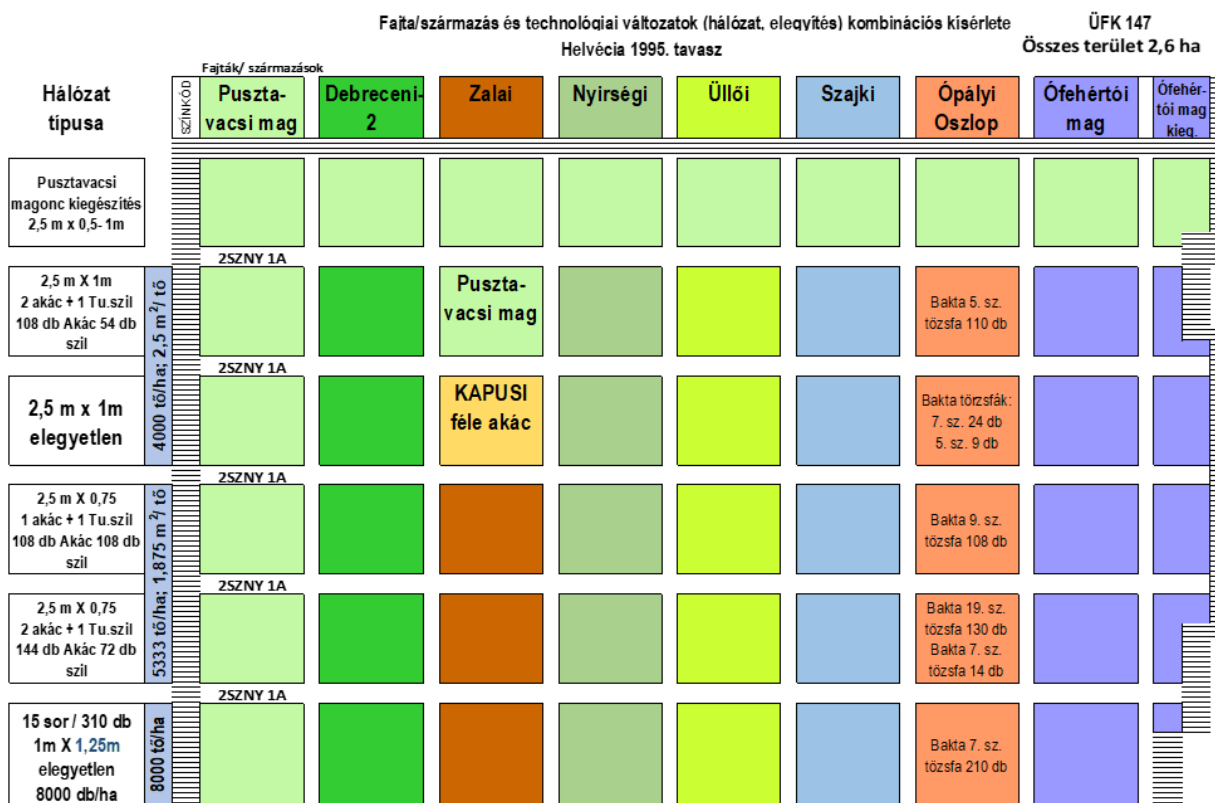 Fajta/származás és technológiai változatok (hálózat, elegyítés) kombinációs kísérlete
ÜFK 147
Helvécia 1995. tavasz
Összes terület 2,6 ha
Fajták/ származások
Hálózat
típusa
SZÍNKÓD
Puszta-
vacsi mag
Debreceni-
2
Zalai
Nyirségi
Üllői
Szajki
Ópályi
Oszlop
Ófehértói
mag
Ófehér-
tói mag
kieg.
Pusztavacsi
magonc kiegészítés
2,5 m x 0,5- 1m
2SZNY 1A
2,5 m X 1m
2 akác + 1 Tu.szil
108 db Akác 54 db
szil
4000 tő/ha; 2,5 m²/ tő
Puszta-
vacsi mag
Bakta 5. sz.
tözsfa 110 db
2SZNY 1A
2,5 m x 1m
elegyetlen
KAPUSI
féle akác
Bakta törzsfák:
7. sz. 24 db
5. sz. 9 db
2SZNY 1A
2,5 m X 0,75
1 akác + 1 Tu.szil
108 db Akác 108 db
szil
5333 tő/ha; 1,875 m²/ tő
Bakta 9. sz.
tözsfa 108 db
2SZNY 1A
2,5 m X 0,75
2 akác + 1 Tu.szil
144 db Akác 72 db
szil
Bakta 19. sz.
tözsfa 130 db
Bakta 7. sz.
tözsfa 14 db
2SZNY 1A
15 sor / 310 db
1m X 1,25m
elegyetlen
8000 db/ha
8000 tő/ha
Bakta 7. sz.
tözsfa 210 db